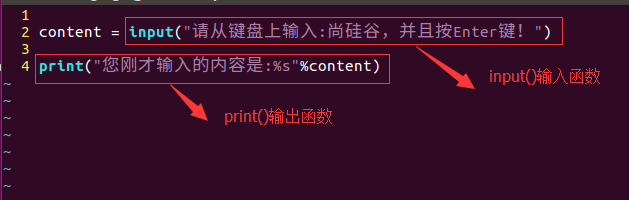 1
2 content = input("请从键盘上输入:尚硅谷，并且按Enter键！")
3
4 print("您刚才输入的内容是:%s"%content)
input()输入函数
print()输出函数
~
~
~
~
~
~